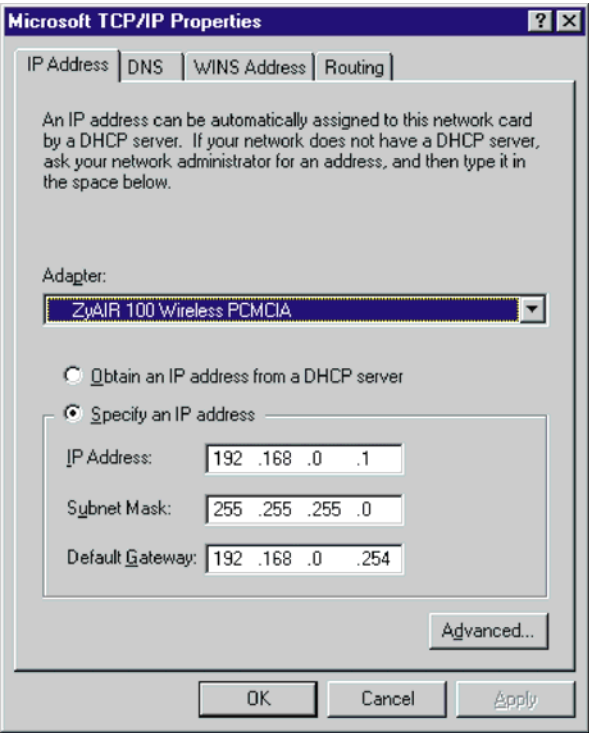 Microsoft TCP/IP Properties
IP Address DNS WINS Address Routing
An IP address can be automatically assigned to this network card
by a DHCP server. If your network does not have a DHCP server,
ask your network administrator for an address, and then type it in
the space below.
Adapter:
ZyAIR 100 Wireless PCMCIA
Obtain an IP address from a DHCP server
Specify an IP address
IP Address: 192 .168 .0 .1
Subnet Mask: 255 .255 .255 .0
Default Gateway: 192 .168 .0 .254
Advanced...
OK Cancel Apply